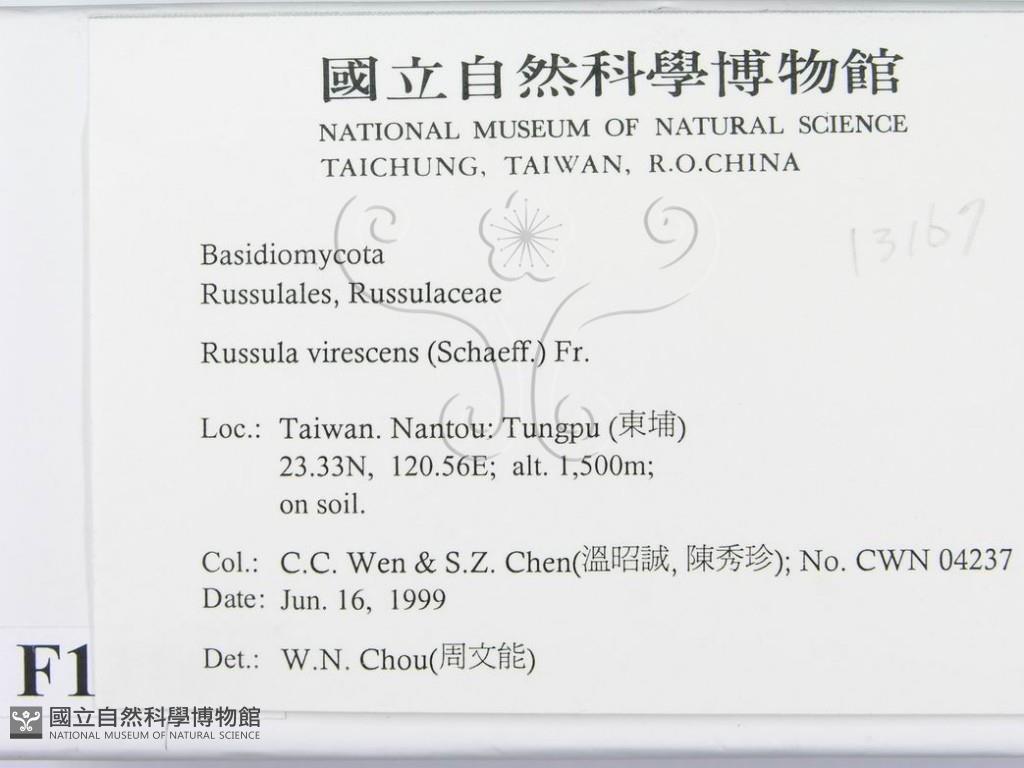 國立自然科學博物館
NATIONAL MUSEUM OF NATURAL SCIENCE
TAICHUNG, TAIWAN, R.O.CHINA
13167
Basidiomycota
Russulales, Russulaceae
Russula virescens (Schaeff.) Fr.
Loc.: Taiwan. Nantou: Tungpu (東埔)
23.33N, 120.56E; alt. 1,500m;
on soil.
Col.: C.C. Wen & S.Z. Chen(溫昭誠, 陳秀珍); No. CWN 04237
Date: Jun. 16, 1999
Det.: W.N. Chou(周文能)
F1
國立自然科學博物館
NATIONAL MUSEUM OF NATURAL SCIENCE